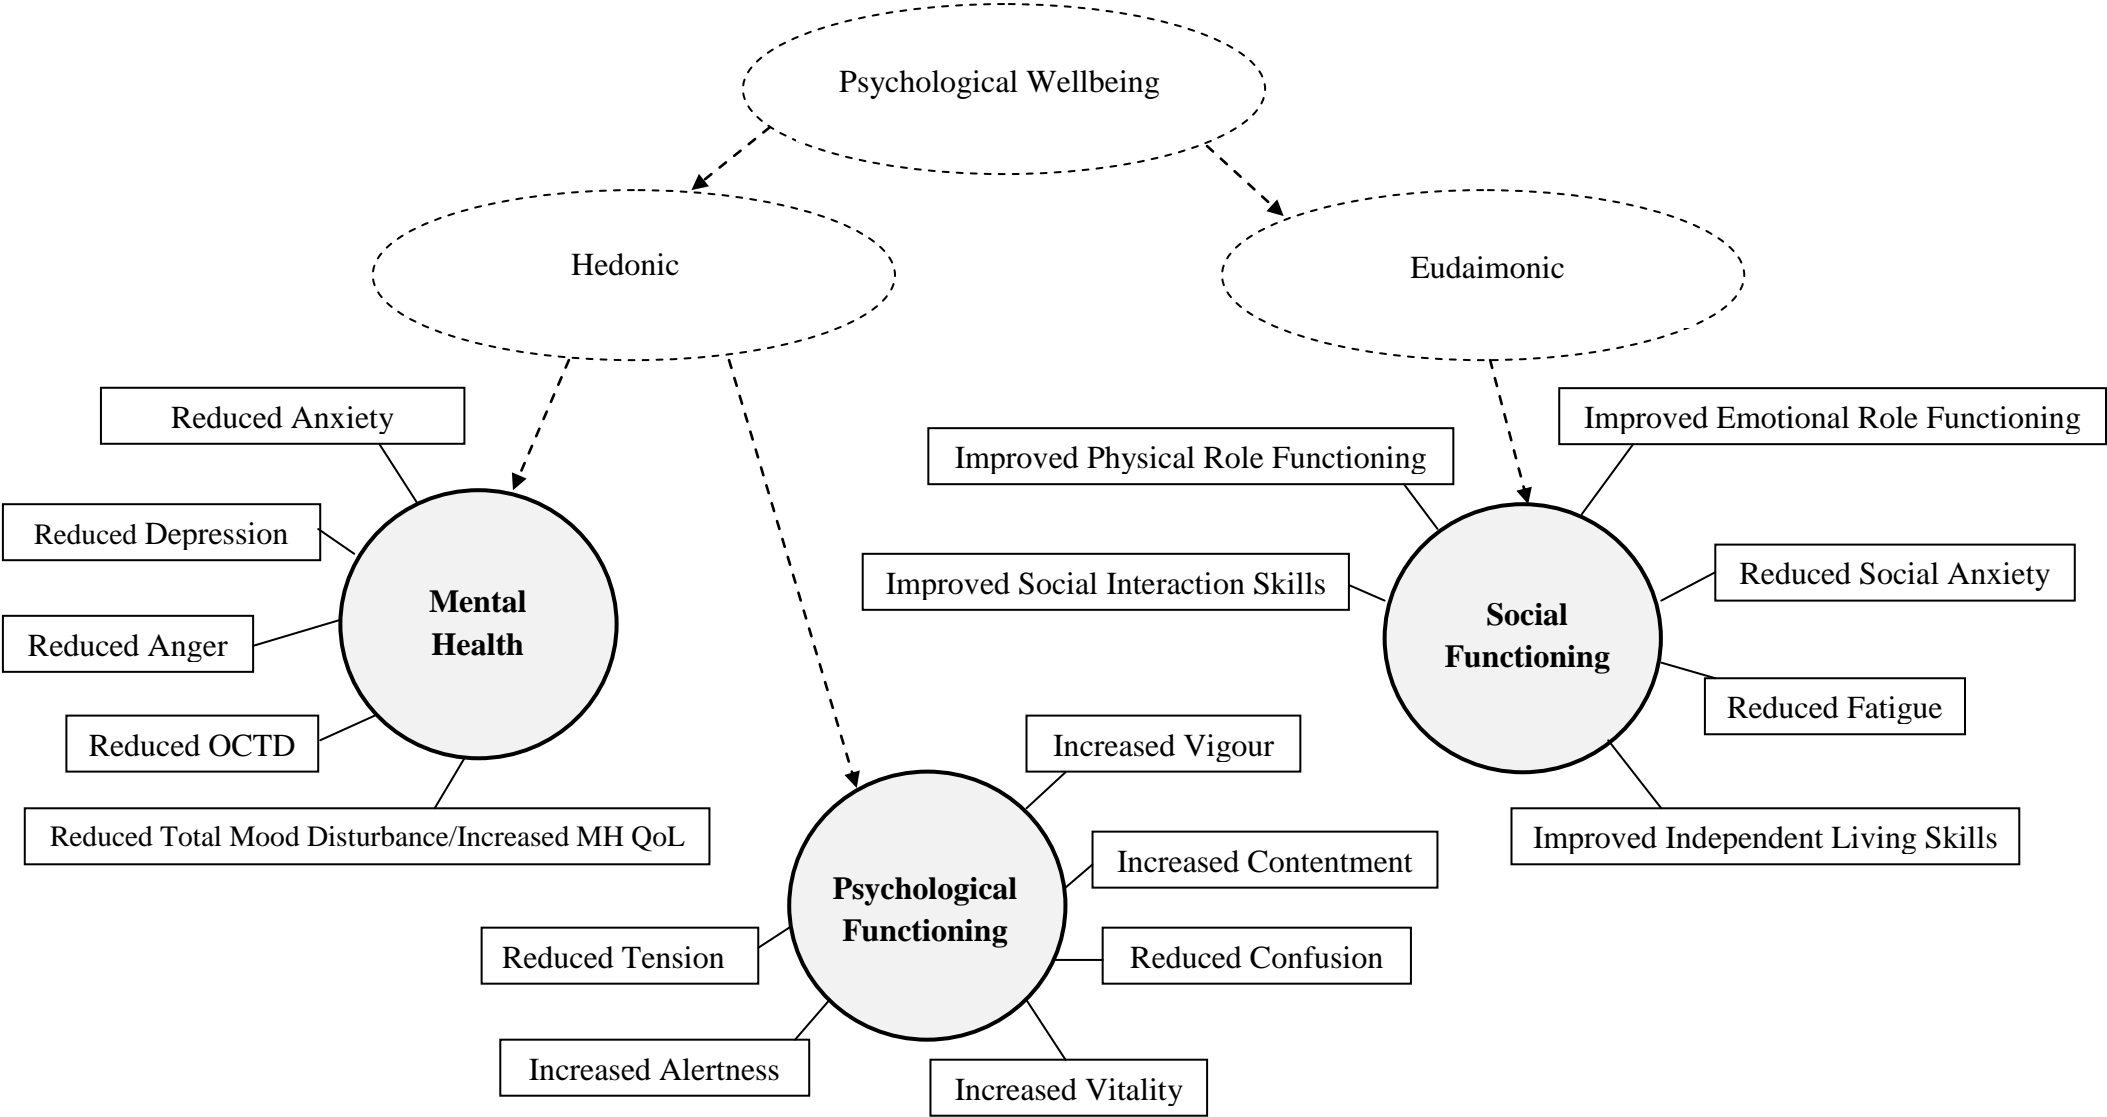 Psychological Wellbeing
Hedonic
Eudaimonic
Reduced Anxiety
Improved Emotional Role Functioning
Improved Physical Role Functioning
Reduced Depression
Improved Social Interaction Skills
Reduced Social Anxiety
Mental
Health
Social
Functioning
Reduced Anger
Reduced Fatigue
Reduced OCTD
Increased Vigour
Reduced Total Mood Disturbance/Increased MH QoL
Improved Independent Living Skills
Increased Contentment
Psychological
Functioning
Reduced Tension
Reduced Confusion
Increased Alertness
Increased Vitality